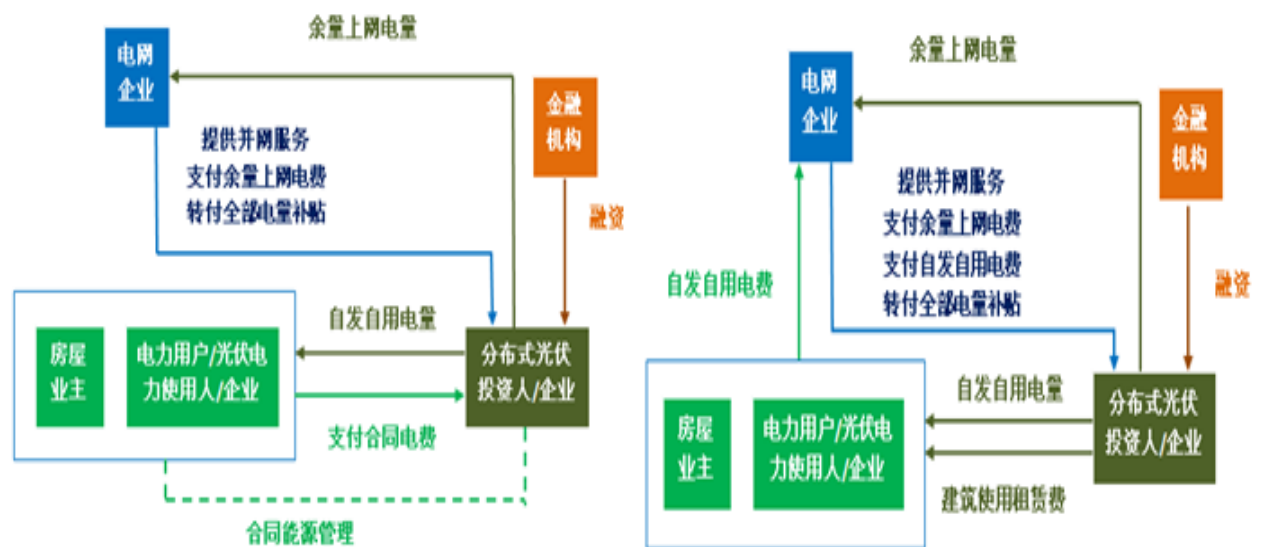 余量上网电量
电网
企业
金融
机构
提供并网服务
支付余量上网电费
转付全部电量补贴
融资
自发自用电量
房屋
业主
电力用户/光伏电
力使用人/企业
分布式光伏
投资人/企业
支付合同电费
合同能源管理
余量上网电量
电网
企业
金融
机构
提供并网服务
支付余量上网电费
支付自发自用电费
转付全部电量补贴
自发自用电费
融资
自发自用电量
房屋
业主
电力用户/光伏电
力使用人/企业
分布式光伏
投资人/企业
建筑使用租赁费